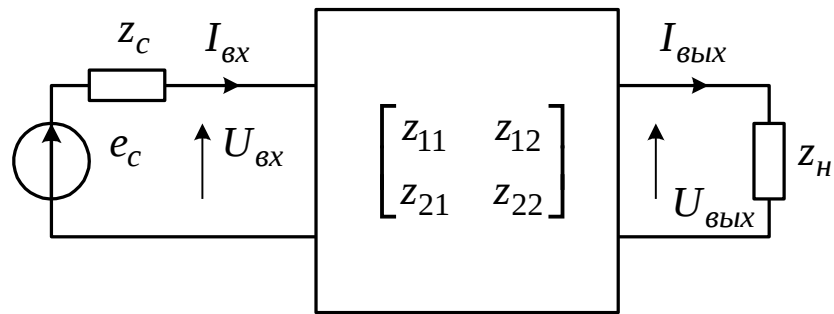 z_c I_вх I_вых
z_11 z_12
e_c U_вх z_н
z_21 z_22
U_вых